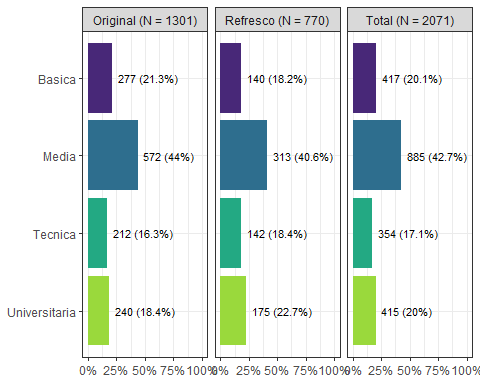 Original (N = 1301) Refresco (N = 770) Total (N = 2071)
Basica 277 (21.3%) 140 (18.2%) 417 (20.1%)
Media 572 (44%) 313 (40.6%) 885 (42.7%)
Tecnica 212 (16.3%) 142 (18.4%) 354 (17.1%)
Universitaria 240 (18.4%) 175 (22.7%) 415 (20%)
0% 25% 50% 75% 100% 0% 25% 50% 75% 100% 0% 25% 50% 75% 100%